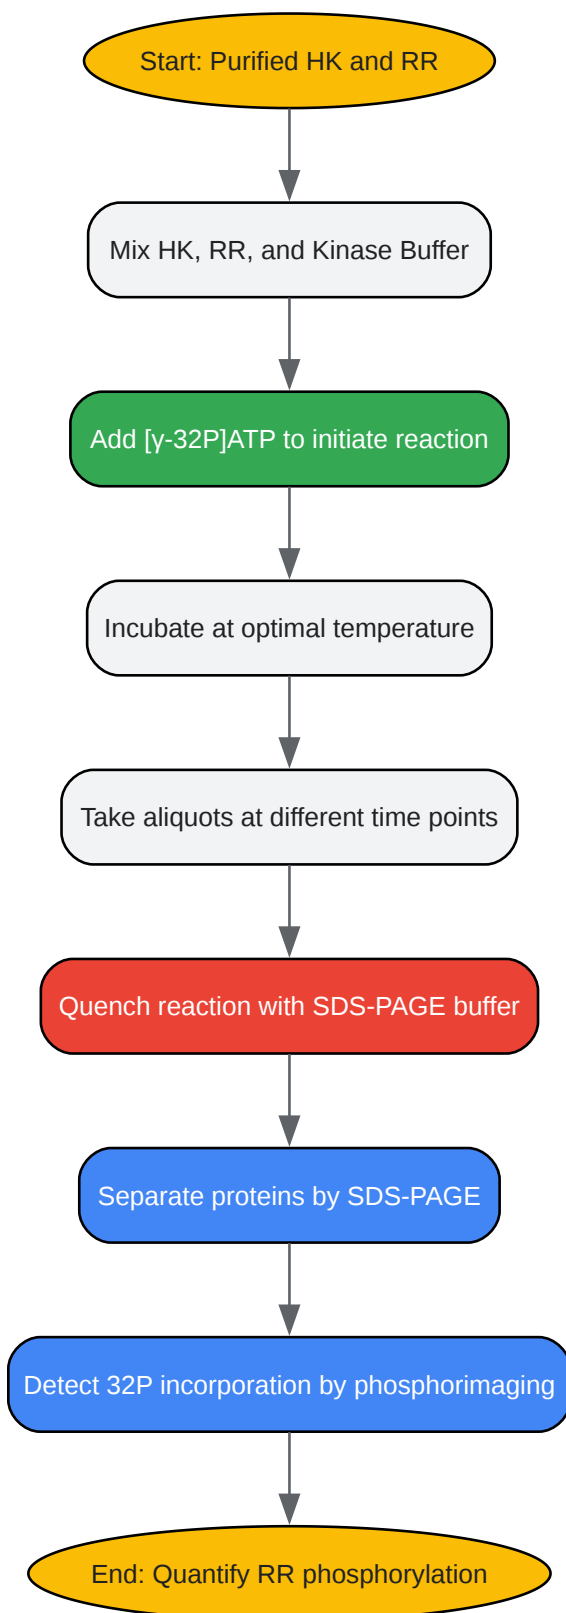 Start: Purified HK and RR
Mix HK, RR, and Kinase Buffer
Add [γ-32P]ATP to initiate reaction
Incubate at optimal temperature
Take aliquots at different time points
Quench reaction with SDS-PAGE buffer
Separate proteins by SDS-PAGE
Detect 32P incorporation by phosphorimaging
End: Quantify RR phosphorylation